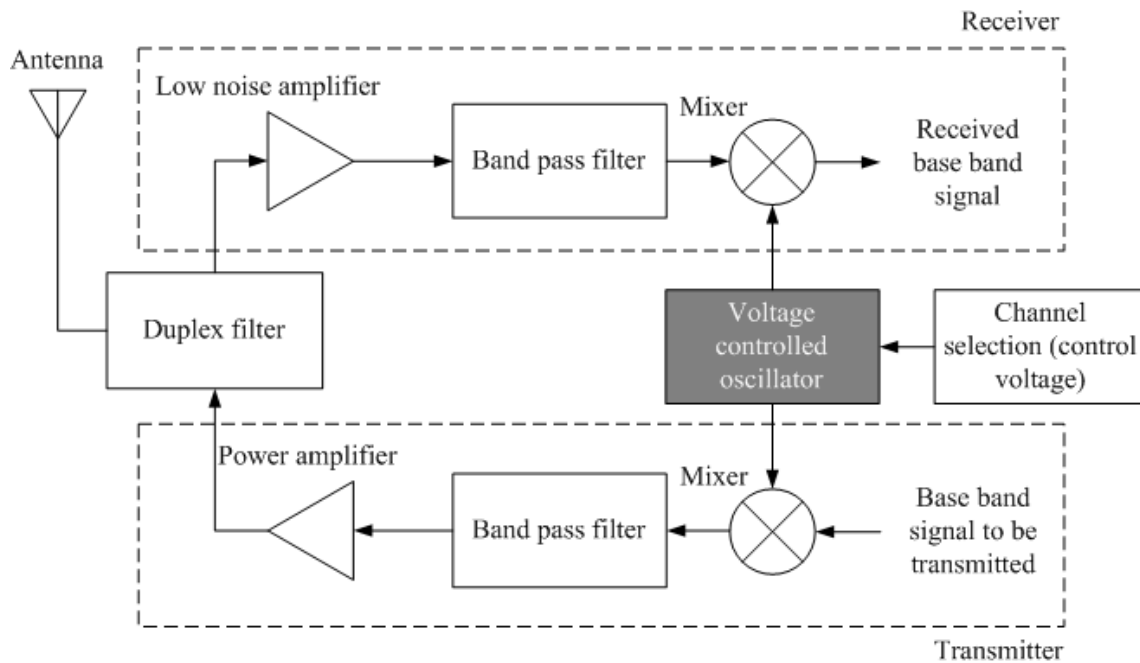 Receiver
Antenna
Low noise amplifier
Band pass filter
Mixer
Received
base band
signal
Duplex filter
Voltage
controlled
oscillator
Channel
selection (control
voltage)
Power amplifier
Band pass filter
Mixer
Base band
signal to be
transmitted
Transmitter